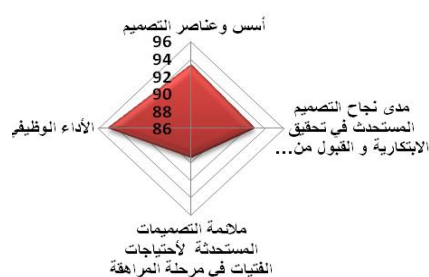 أسس وعناصر التصميم
96
94
92
90
88
86
مدى نجاح التصميم
المستحدث في تحقيق
الابتكارية و القبول من...
الأداء الوظيفي
ملائمة التصميمات
المستحدثة لأحتياجات
الفتيات في مرحلة المراهقة